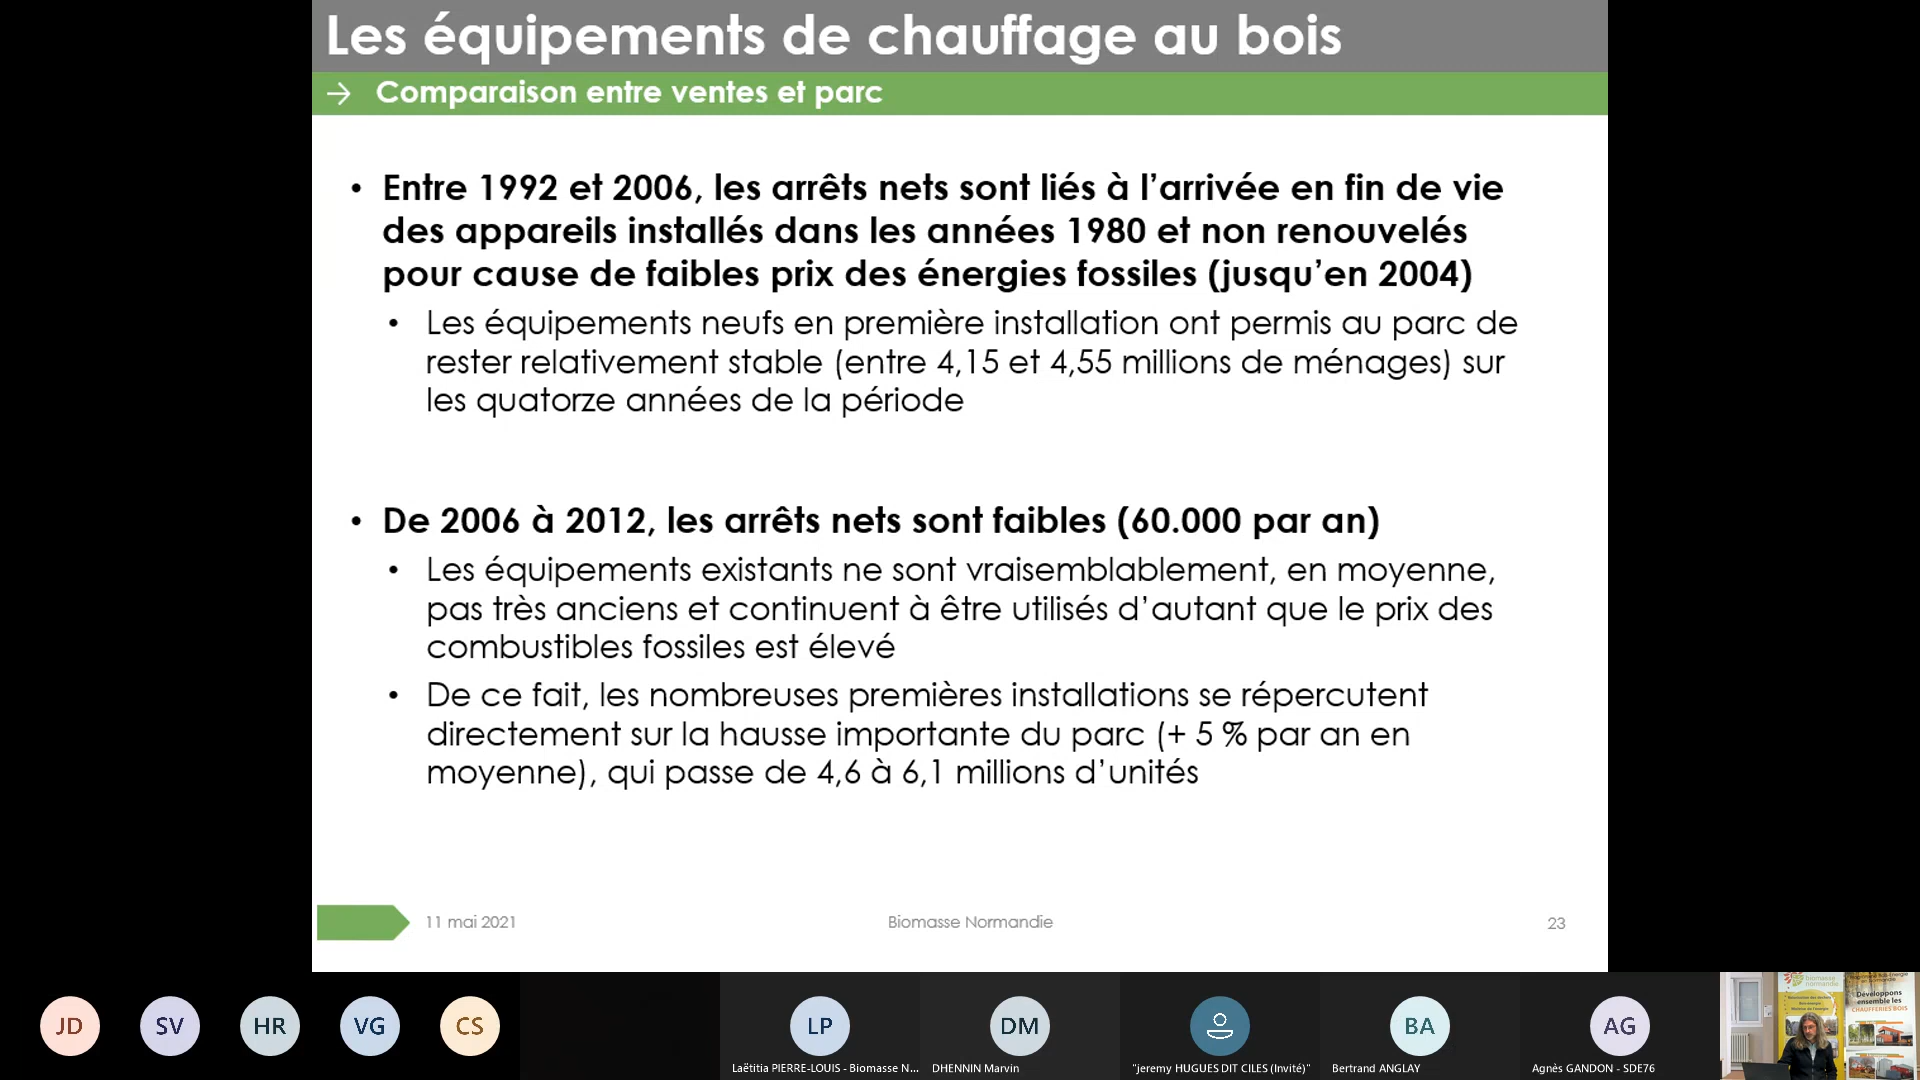 Les équipements de chauffage au bois
→ Comparaison entre ventes et parc
• Entre 1992 et 2006, les arrêts nets sont liés à l’arrivée en fin de vie
des appareils installés dans les années 1980 et non renouvelés
pour cause de faibles prix des énergies fossiles (jusqu’en 2004)
• Les équipements neufs en première installation ont permis au parc de
rester relativement stable (entre 4,15 et 4,55 millions de ménages) sur
les quatorze années de la période
• De 2006 à 2012, les arrêts nets sont faibles (60.000 par an)
• Les équipements existants ne sont vraisemblablement, en moyenne,
pas très anciens et continuent à être utilisés d’autant que le prix des
combustibles fossiles est élevé
• De ce fait, les nombreuses premières installations se répercutent
directement sur la hausse importante du parc (+ 5 % par an en
moyenne), qui passe de 4,6 à 6,1 millions d’unités
11 mai 2021
Biomasse Normandie
23
JD
SV
HR
VG
CS
LP
DM
BA
AG
Laëtitia PIERRE-LOUIS - Biomasse N...
DHENNIN Marvin
"jeremy HUGUES DIT CILES (Invité)"
Bertrand ANGLAY
Agnès GANDON - SDE76
biomasse
normandie
Développons
ensemble les
CHAUFFERIES BOIS